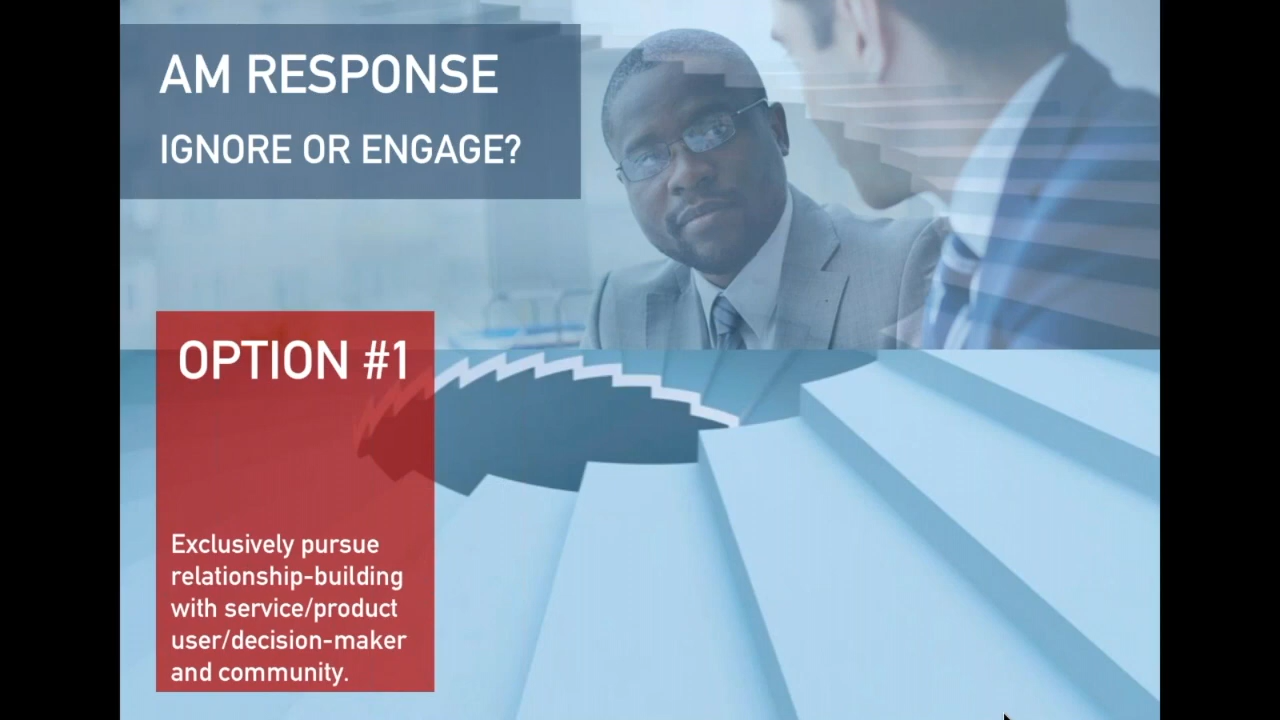 AM RESPONSE
IGNORE OR ENGAGE?
OPTION #1
Exclusively pursue
relationship-building
with service/product
user/decision-maker
and community.